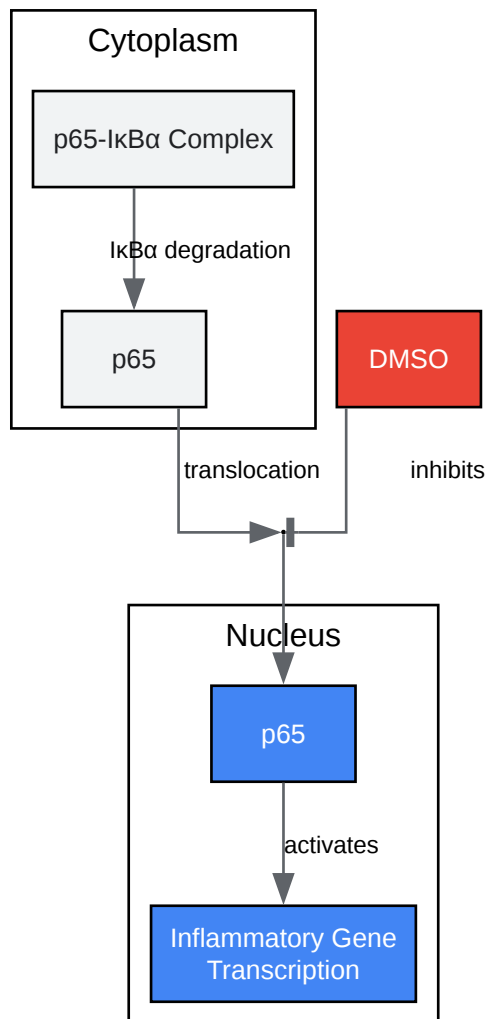 Cytoplasm
p65-IκBα Complex
IκBα degradation
p65
DMSO
translocation
inhibits
Nucleus
p65
activates
Inflammatory Gene
Transcription